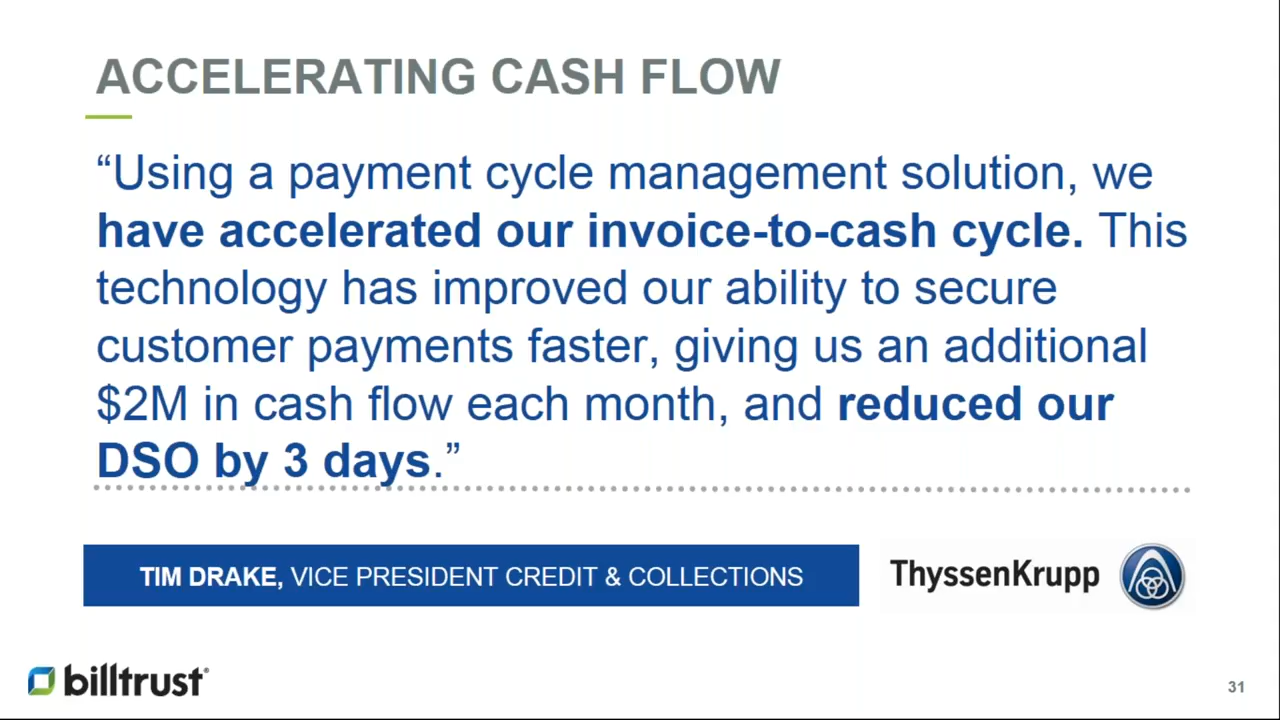 ACCELERATING CASH FLOW
“Using a payment cycle management solution, we
have accelerated our invoice-to-cash cycle. This
technology has improved our ability to secure
customer payments faster, giving us an additional
$2M in cash flow each month, and reduced our
DSO by 3 days.”
TIM DRAKE, VICE PRESIDENT CREDIT & COLLECTIONS
ThyssenKrupp
billtrust®
31